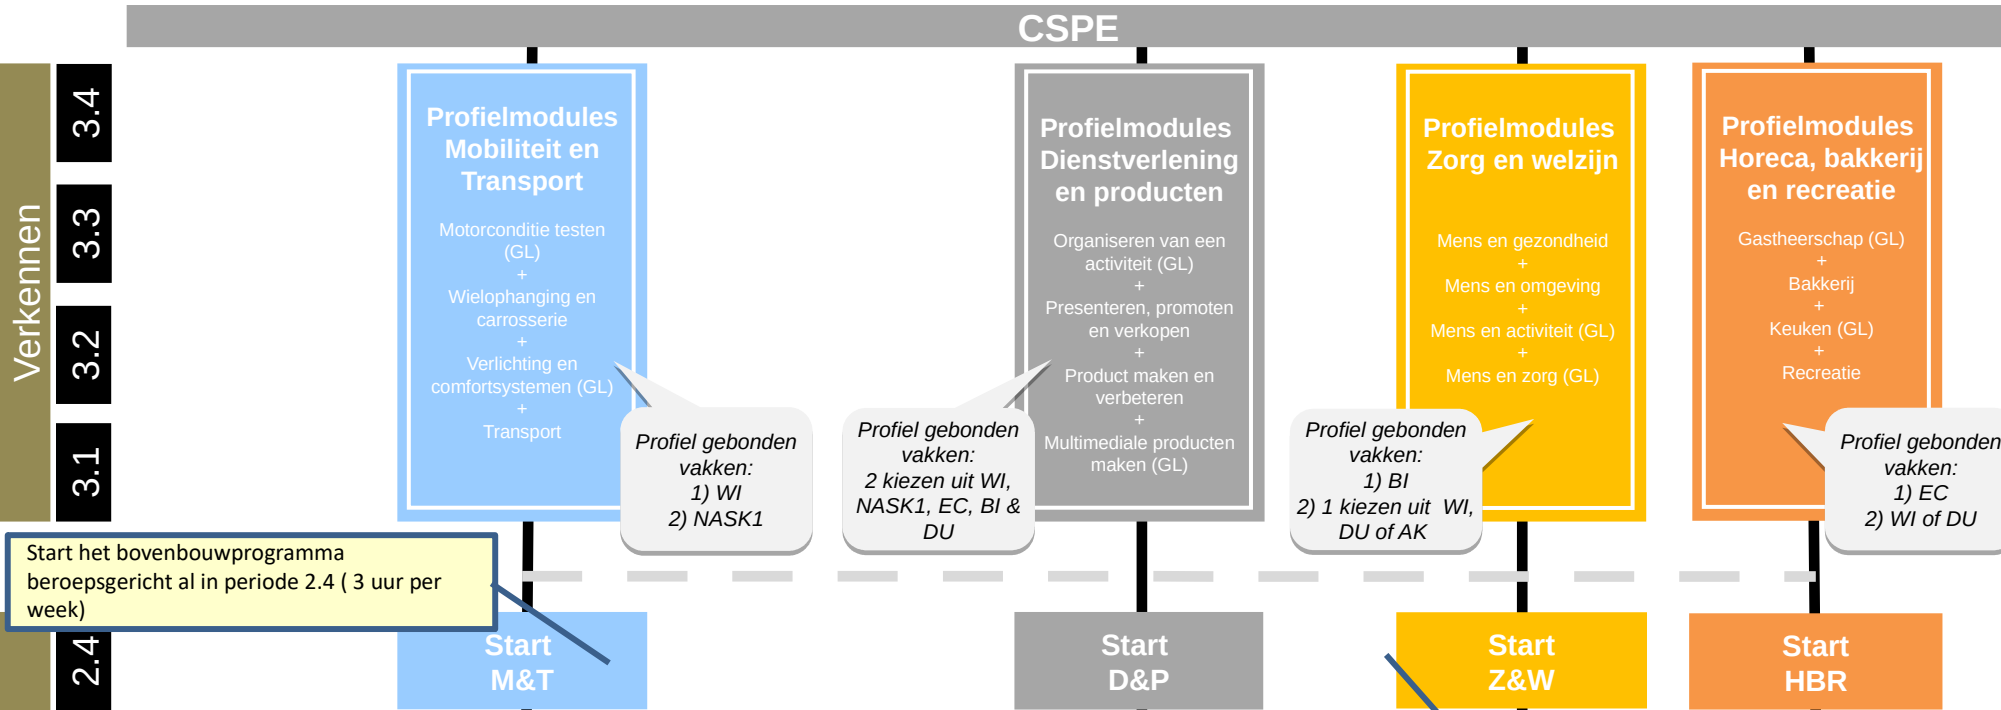 CSPE
Verkennen
3.4
3.3
3.2
3.1
2.4
Profielmodules
Mobiliteit en
Transport
Motorconditie testen
(GL)
+
Wielophanging en
carrosserie
+
Verlichting en
comfortsystemen (GL)
+
Transport
Profiel gebonden
vakken:
1) WI
2) NASK1
Profielmodules
Dienstverlening
en producten
Organiseren van een
activiteit (GL)
+
Presenteren, promoten
en verkopen
+
Product maken en
verbeteren
+
Multimediale producten
maken (GL)
Profiel gebonden
vakken:
2 kiezen uit WI,
NASK1, EC, BI &
DU
Profielmodules
Zorg en welzijn
Mens en gezondheid
+
Mens en omgeving
+
Mens en activiteit (GL)
+
Mens en zorg (GL)
Profiel gebonden
vakken:
1) BI
2) 1 kiezen uit WI,
DU of AK
Profielmodules
Horeca, bakkerij
en recreatie
Gastheerschap (GL)
+
Bakkerij
+
Keuken (GL)
+
Recreatie
Profiel gebonden
vakken:
1) EC
2) WI of DU
Start het bovenbouwprogramma
beroepsgericht al in periode 2.4 ( 3 uur per
week)
Start
M&T
Start
D&P
Start
Z&W
Start
HBR